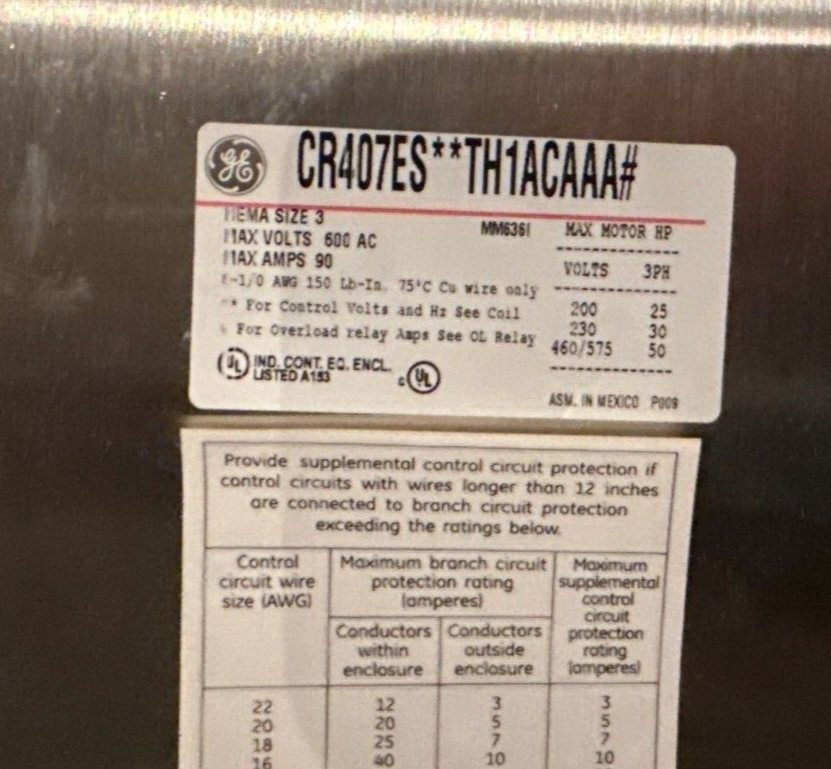 GE
CR407ES**TH1ACAAA#
NEMA SIZE 3
MM636I
MAX VOLTS 600 AC
MAX AMPS 90
6-1/0 AWG 150 Lb-In. 75°C Cu wire only
** For Control Volts and Hz See Coil
# For Overload relay Amps See OL Relay
UL IND. CONT. EQ. ENCL.
LISTED A153
c UL
MAX MOTOR HP
VOLTS 3PH
200 25
230 30
460/575 50
ASM. IN MEXICO P009
Provide supplemental control circuit protection if
control circuits with wires longer than 12 inches
are connected to branch circuit protection
exceeding the ratings below.
Control
circuit wire
size (AWG)
Maximum branch circuit
protection rating
(amperes)
Conductors
within
enclosure
Conductors
outside
enclosure
Maximum
supplemental
control
circuit
protection
rating
(amperes)
22 12 3 3
20 20 5 5
18 25 7 7
16 40 10 10